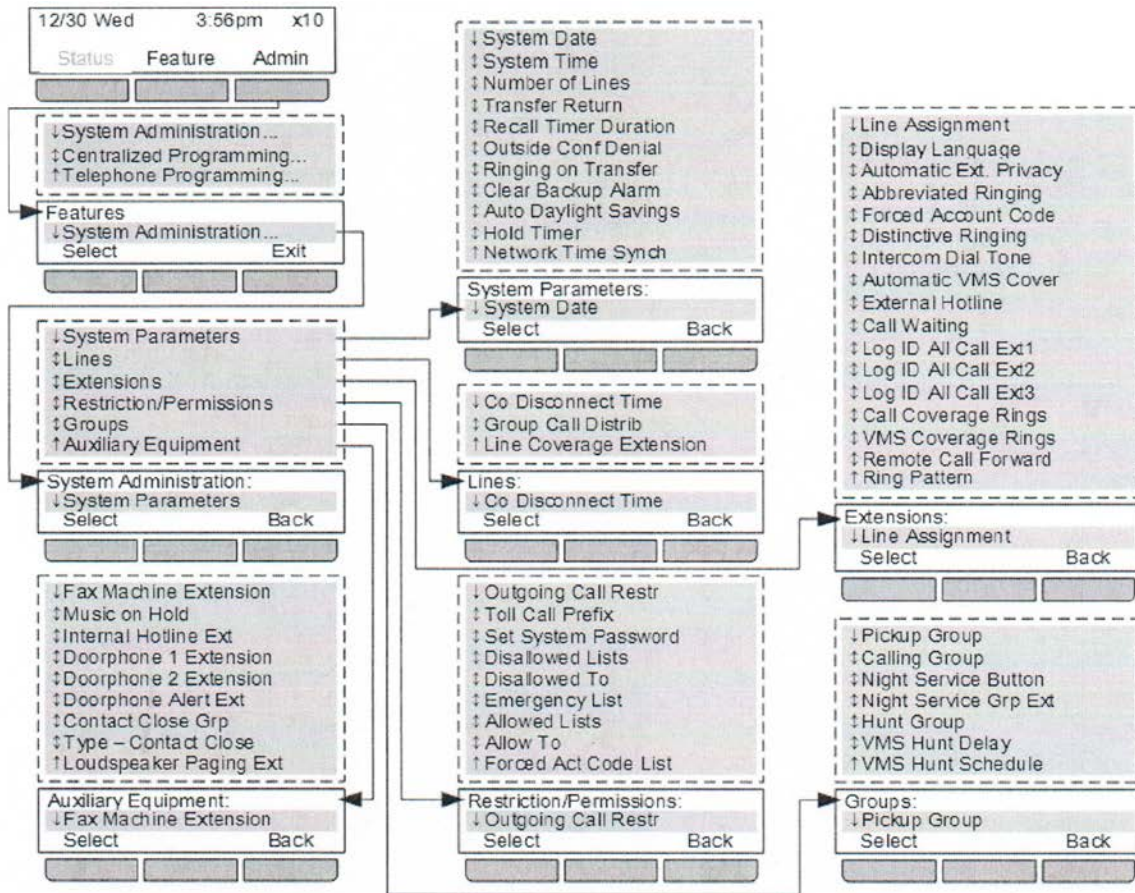 12/30 Wed 3:56pm x10
Status Feature Admin
↓System Administration...
↕Centralized Programming...
↑Telephone Programming...
Features
↓System Administration...
Select Exit
↓System Parameters
↕Lines
↕Extensions
↕Restriction/Permissions
↕Groups
↑Auxiliary Equipment
System Administration:
↓System Parameters
Select Back
↓Fax Machine Extension
↕Music on Hold
↕Internal Hotline Ext
↕Doorphone 1 Extension
↕Doorphone 2 Extension
↕Doorphone Alert Ext
↕Contact Close Grp
↕Type – Contact Close
↑Loudspeaker Paging Ext
Auxiliary Equipment:
↓Fax Machine Extension
Select Back
↓System Date
↕System Time
↕Number of Lines
↕Transfer Return
↕Recall Timer Duration
↕Outside Conf Denial
↕Ringing on Transfer
↕Clear Backup Alarm
↕Auto Daylight Savings
↕Hold Timer
↑Network Time Synch
System Parameters:
↓System Date
Select Back
↓Co Disconnect Time
↕Group Call Distrib
↑Line Coverage Extension
Lines:
↓Co Disconnect Time
Select Back
↓Outgoing Call Restr
↕Toll Call Prefix
↕Set System Password
↕Disallowed Lists
↕Disallowed To
↕Emergency List
↕Allowed Lists
↕Allow To
↑Forced Act Code List
Restriction/Permissions:
↓Outgoing Call Restr
Select Back
↓Line Assignment
↕Display Language
↕Automatic Ext. Privacy
↕Abbreviated Ringing
↕Forced Account Code
↕Distinctive Ringing
↕Intercom Dial Tone
↕Automatic VMS Cover
↕External Hotline
↕Call Waiting
↕Log ID All Call Ext1
↕Log ID All Call Ext2
↕Log ID All Call Ext3
↕Call Coverage Rings
↕VMS Coverage Rings
↕Remote Call Forward
↑Ring Pattern
Extensions:
↓Line Assignment
Select Back
↓Pickup Group
↕Calling Group
↕Night Service Button
↕Night Service Grp Ext
↕Hunt Group
↕VMS Hunt Delay
↑VMS Hunt Schedule
Groups:
↓Pickup Group
Select Back